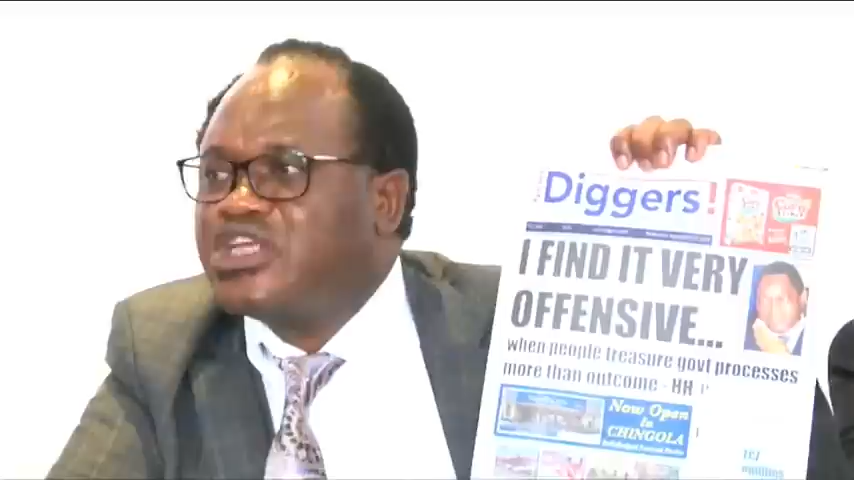 Diggers!
I FIND IT VERY
OFFENSIVE...
when people treasure govt processes
more than outcome - HH
Now Open
in
CHINGOLA